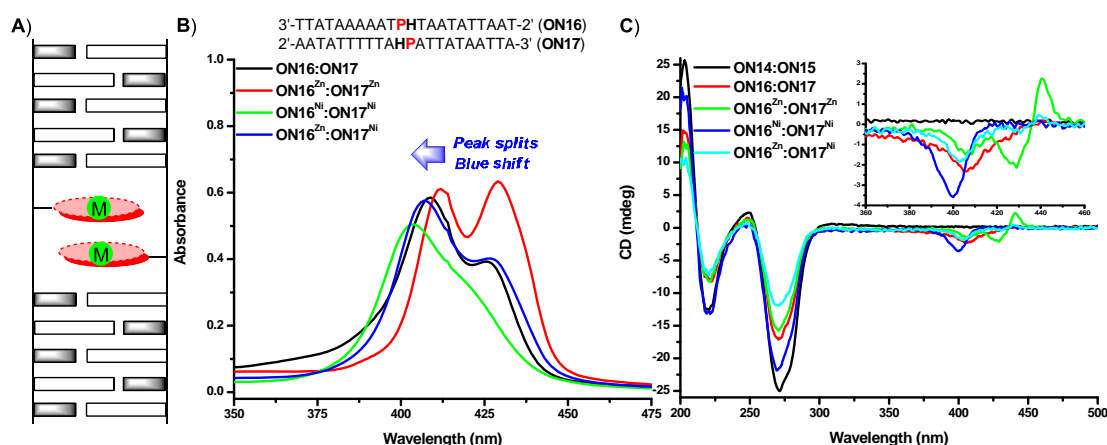 A)
M
M
B)
3'-TTATAAAAATPHTAATATTAAT-2' (ON16)
2'-AATATTTTTAHPATTATAATTA-3' (ON17)
1.0
0.8
0.6
0.4
0.2
0.0
Absorbance
350
375
400
425
450
475
Wavelength (nm)
ON16:ON17
ON16Zn:ON17Zn
ON16Ni:ON17Ni
ON16Zn:ON17Ni
Peak splits
Blue shift
C)
25
20
15
10
5
0
-5
-10
-15
-20
-25
CD (mdeg)
200
250
300
350
400
450
500
Wavelength (nm)
ON14:ON15
ON16:ON17
ON16Zn:ON17Zn
ON16Ni:ON17Ni
ON16Zn:ON17Ni
3
2
1
0
-1
-2
-3
-4
360
380
400
420
440
460